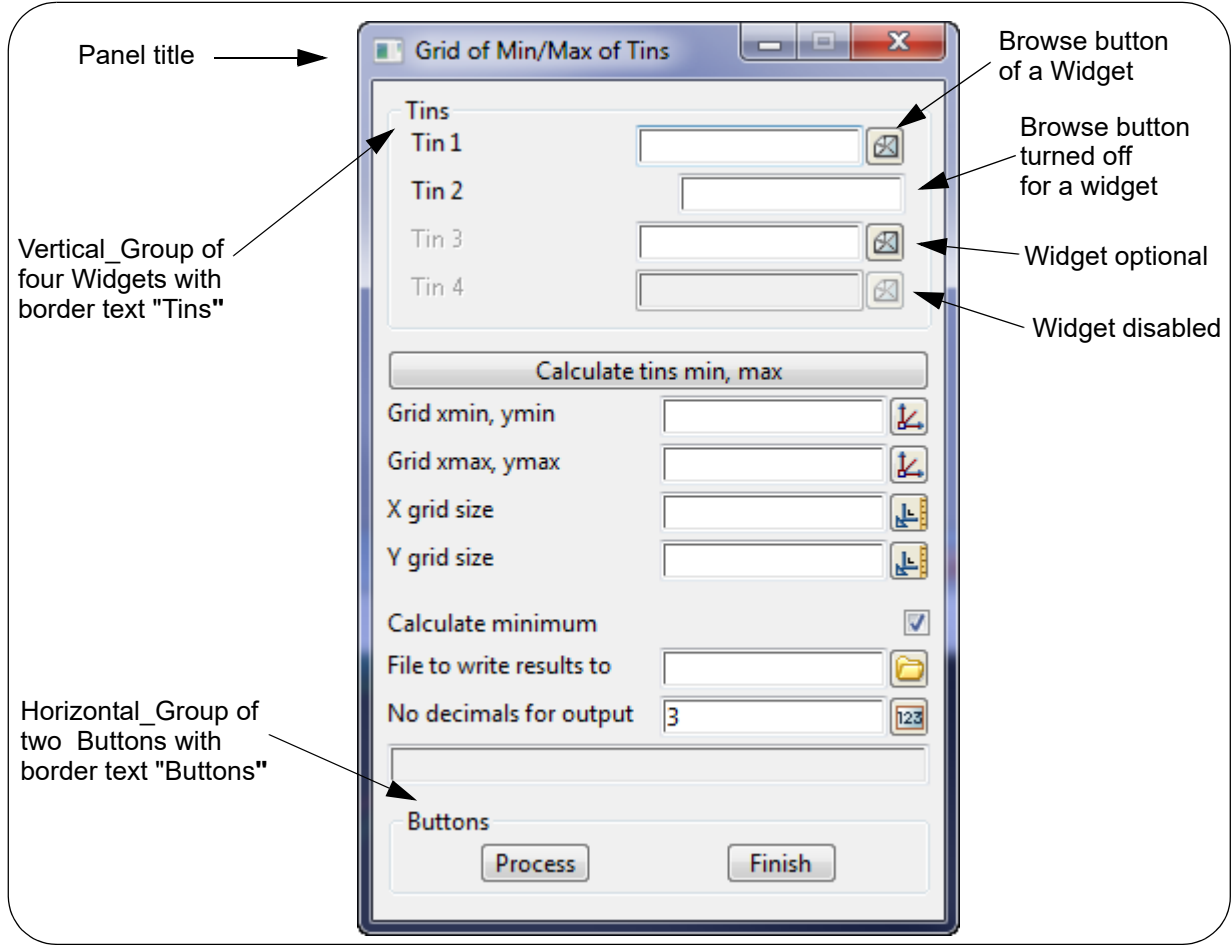 Panel title
Grid of Min/Max of Tins
Browse button
of a Widget
Tins
Tin 1
Browse button
turned off
for a widget
Tin 2
Vertical_Group of
four Widgets with
border text "Tins"
Tin 3
Widget optional
Tin 4
Widget disabled
Calculate tins min, max
Grid xmin, ymin
Grid xmax, ymax
X grid size
Y grid size
Calculate minimum
File to write results to
No decimals for output 3 123
Horizontal_Group of
two  Buttons with
border text "Buttons"
Buttons
Process Finish